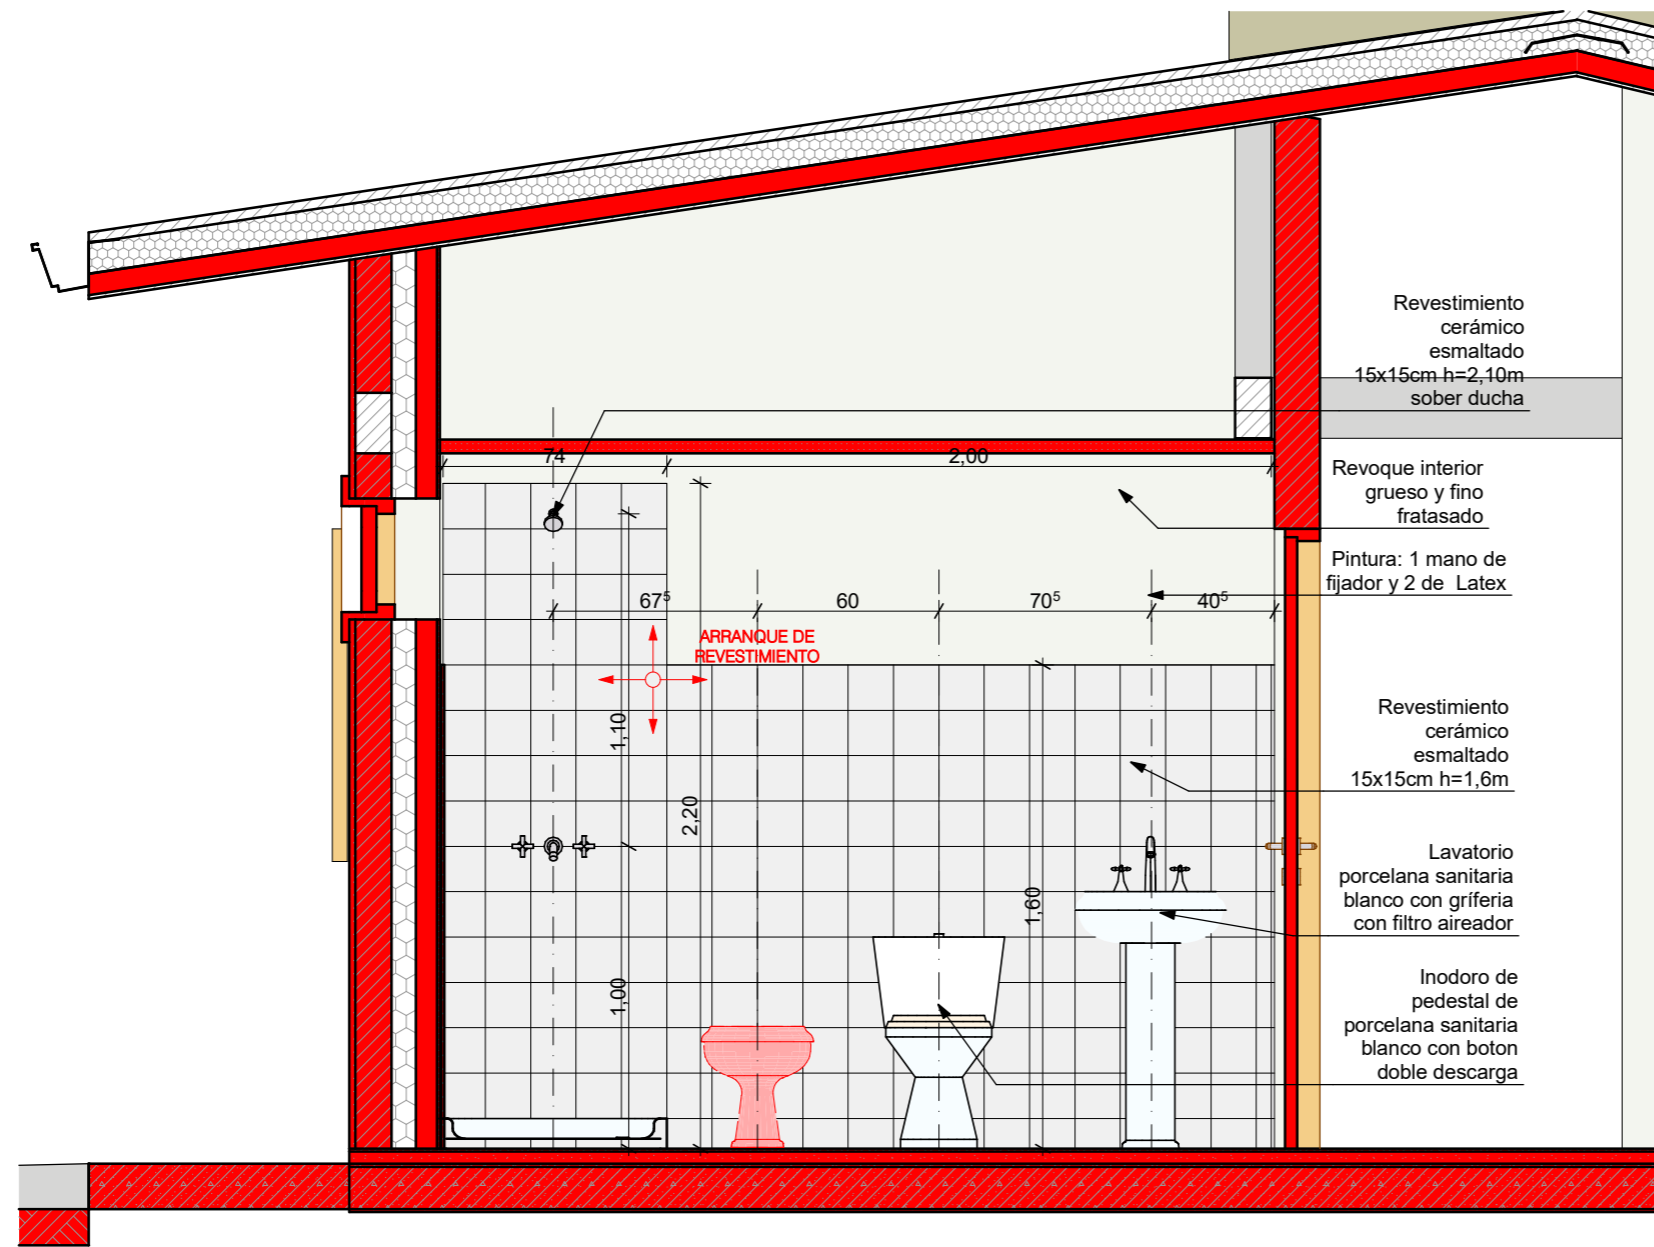 Revestimiento
cerámico
esmaltado
15x15cm h=2,10m
sober ducha
74
2,00
Revoque interior
grueso y fino
fratasado
Pintura: 1 mano de
fijador y 2 de Latex
67⁵
60
70⁵
40⁵
ARRANQUE DE
REVESTIMIENTO
1,10
2,20
Revestimiento
cerámico
esmaltado
15x15cm h=1,6m
Lavatorio
porcelana sanitaria
blanco con gríferia
con filtro aireador
1,60
1,00
Inodoro de
pedestal de
porcelana sanitaria
blanco con boton
doble descarga